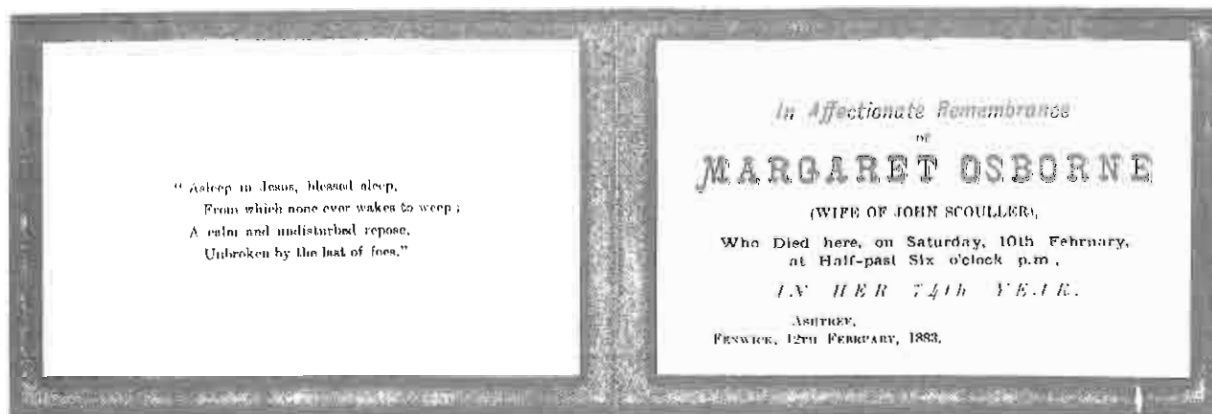 " Asleep in Jesus, blessed sleep,
From which none ever wakes to weep ;
A calm and undisturbed repose,
Unbroken by the last of foes."
In Affectionate Remembrance
OF
MARGARET OSBORNE
(WIFE OF JOHN SCOULLER),
Who Died here, on Saturday, 10th February,
at Half-past Six o'clock p.m ,
IN HER 74th YEAR.
ASHTREE,
FENWICK, 12TH FEBRUARY, 1883.